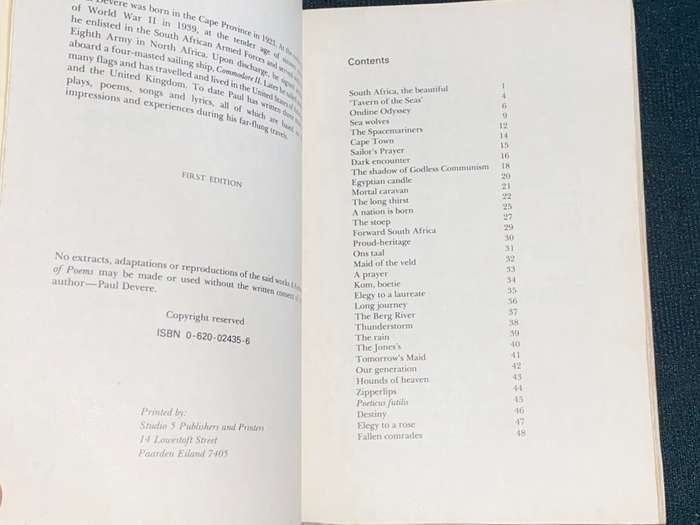 Devere was born in the Cape Province in 1922. At the
of World War II in 1939, at the tender age of
he enlisted in the South African Armed Forces and served
Eighth Army in North Africa. Upon discharge, he signed
aboard a four-masted sailing ship, Commodore II. Later he sailed
many flags and has travelled and lived in the United States of
and the United Kingdom. To date Paul has written
plays, poems, songs and lyrics, all of which are based
impressions and experiences during his far-flung travels.
FIRST EDITION
No extracts, adaptations or reproductions of the said works
of Poems may be made or used without the written consent of
author—Paul Devere.
Copyright reserved
ISBN 0-620-02435-6
Printed by:
Studio 5 Publishers and Printers
14 Lowestoft Street
Paarden Eiland 7405
Contents
South Africa, the beautiful 1
'Tavern of the Seas' 4
Ondine Odyssey 6
Sea wolves 9
The Spacemariners 12
Cape Town 14
Sailor's Prayer 15
Dark encounter 16
The shadow of Godless Communism 18
Egyptian candle 20
Mortal caravan 21
The long thirst 22
A nation is born 25
The stoep 27
Forward South Africa 29
Proud-heritage 30
Ons taal 31
Maid of the veld 32
A prayer 33
Kom, boetie 34
Elegy to a laureate 35
Long journey 36
The Berg River 37
Thunderstorm 38
The rain 39
The Jones's 40
Tomorrow's Maid 41
Our generation 42
Hounds of heaven 43
Zipperlips 44
Poeticus futilis 45
Destiny 46
Elegy to a rose 47
Fallen comrades 48